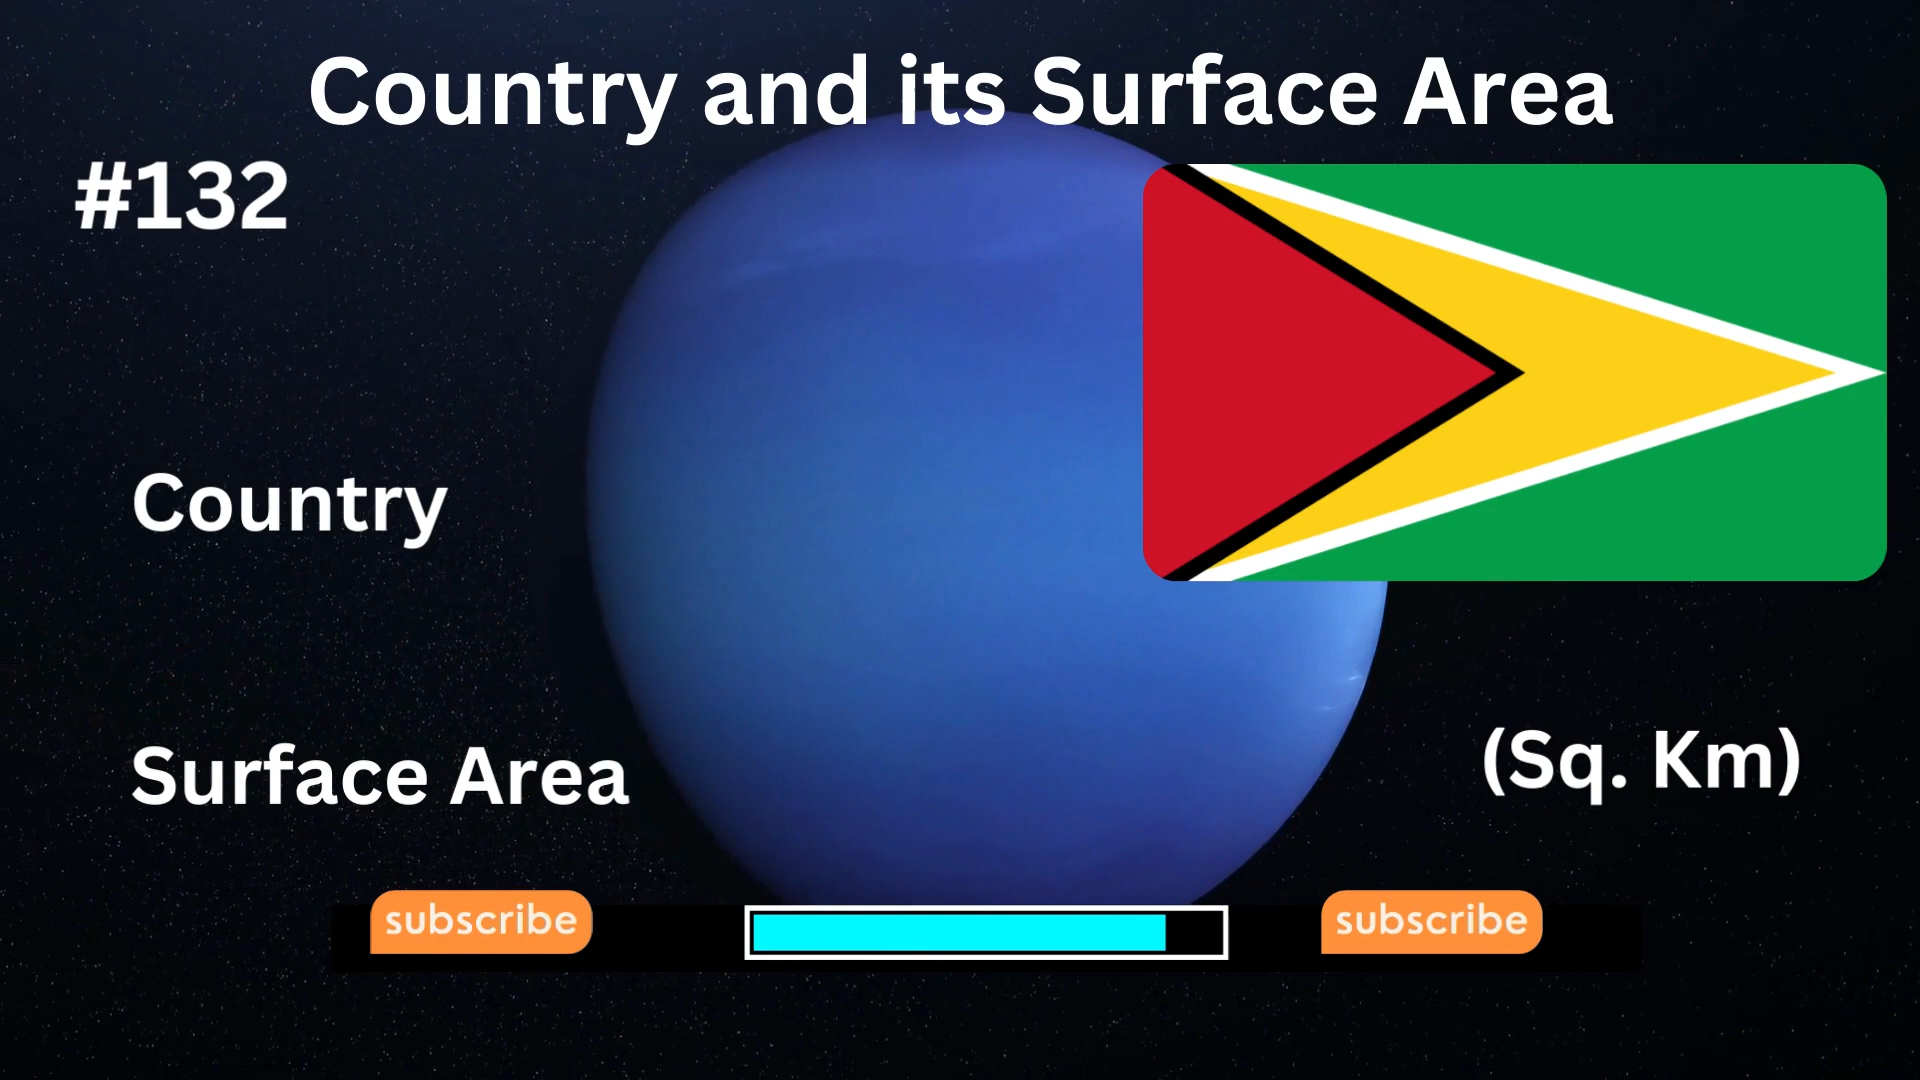 Country and its Surface Area
#132
Country
Surface Area
(Sq. Km)
subscribe
subscribe